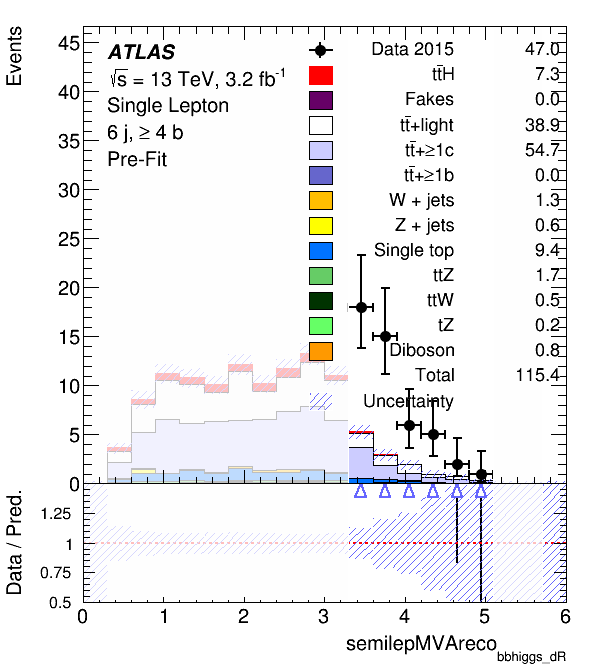 Events
45
40
35
30
25
20
15
10
5
0
ATLAS
√s = 13 TeV, 3.2 fb⁻¹
Single Lepton
6 j, ≥ 4 b
Pre-Fit
Data 2015 47.0
tt̄H 7.3
Fakes 0.0
tt̄+light 38.9
tt̄+≥1c 54.7
tt̄+≥1b 0.0
W + jets 1.3
Z + jets 0.6
Single top 9.4
ttZ 1.7
ttW 0.5
tZ 0.2
Diboson 0.8
Total 115.4
Uncertainty
Data / Pred.
1.25
1
0.75
0.5
0 1 2 3 4 5 6
semilepMVAreco
bbhiggs_dR